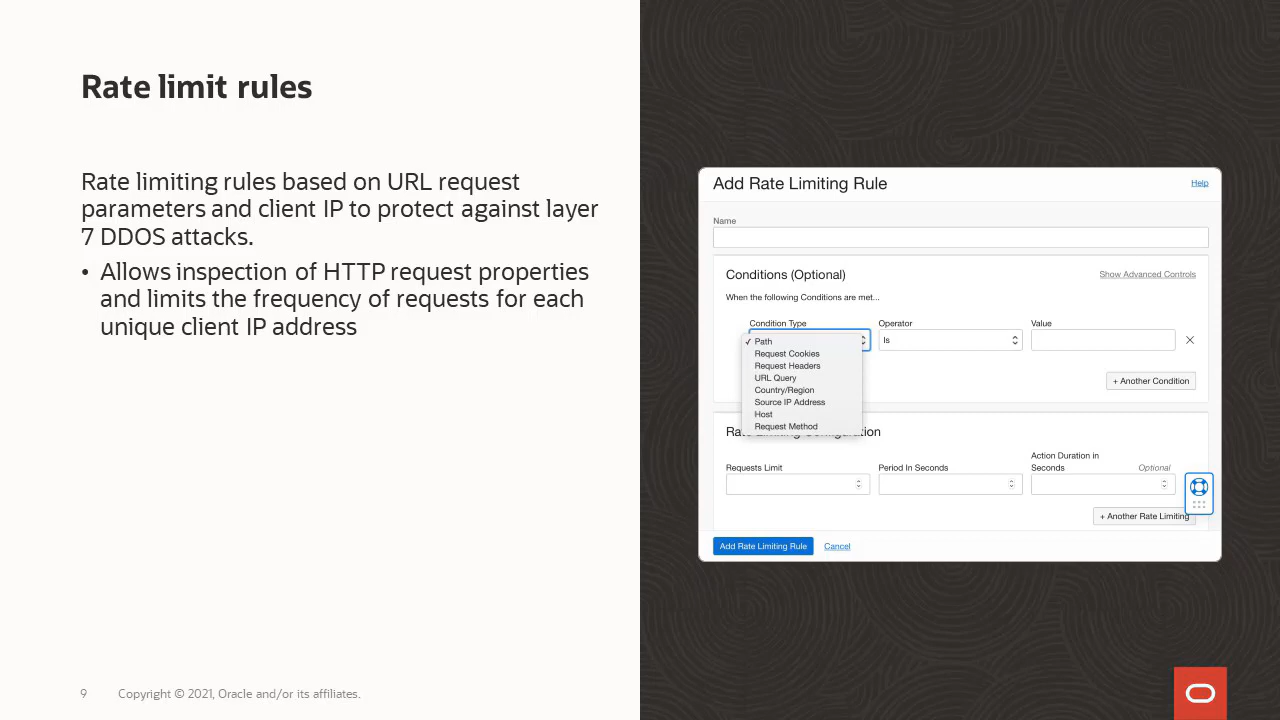 Rate limit rules
Rate limiting rules based on URL request
parameters and client IP to protect against layer
7 DDOS attacks.
• Allows inspection of HTTP request properties
and limits the frequency of requests for each
unique client IP address
Add Rate Limiting Rule
Help
Name
Conditions (Optional)
Show Advanced Controls
When the following Conditions are met...
Condition Type
Operator
Value
✓ Path
Is
Request Cookies
Request Headers
URL Query
Country/Region
Source IP Address
Host
Request Method
+ Another Condition
Rate Limiting Configuration
Requests Limit
Period In Seconds
Action Duration in
Seconds
Optional
+ Another Rate Limiting
Add Rate Limiting Rule
Cancel
9
Copyright © 2021, Oracle and/or its affiliates.